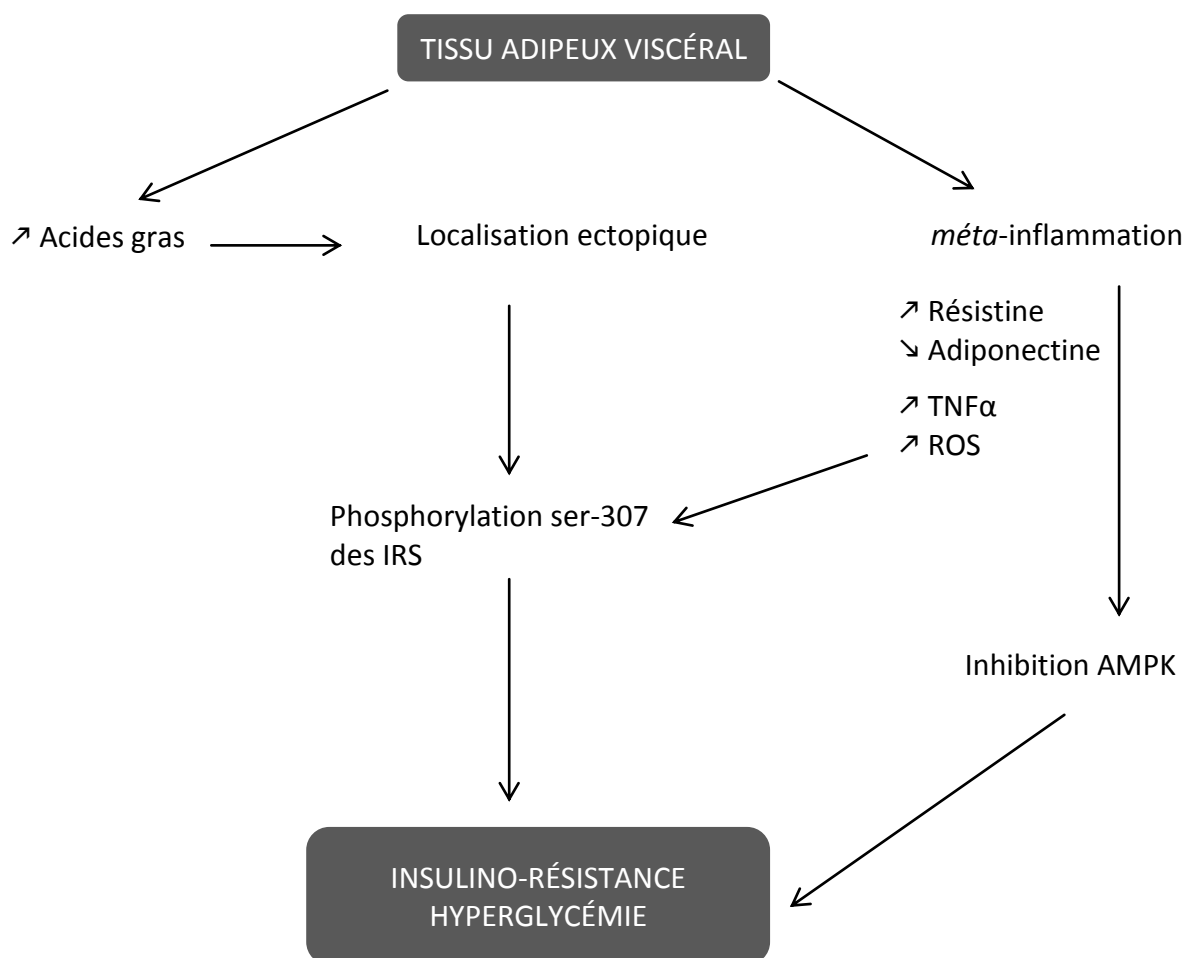 TISSU ADIPEUX VISCÉRAL
↗ Acides gras
Localisation ectopique
méta-inflammation
↗ Résistine
↘ Adiponectine
↗ TNFα
↗ ROS
Phosphorylation ser-307
des IRS
Inhibition AMPK
INSULINO-RÉSISTANCE
HYPERGLYCÉMIE